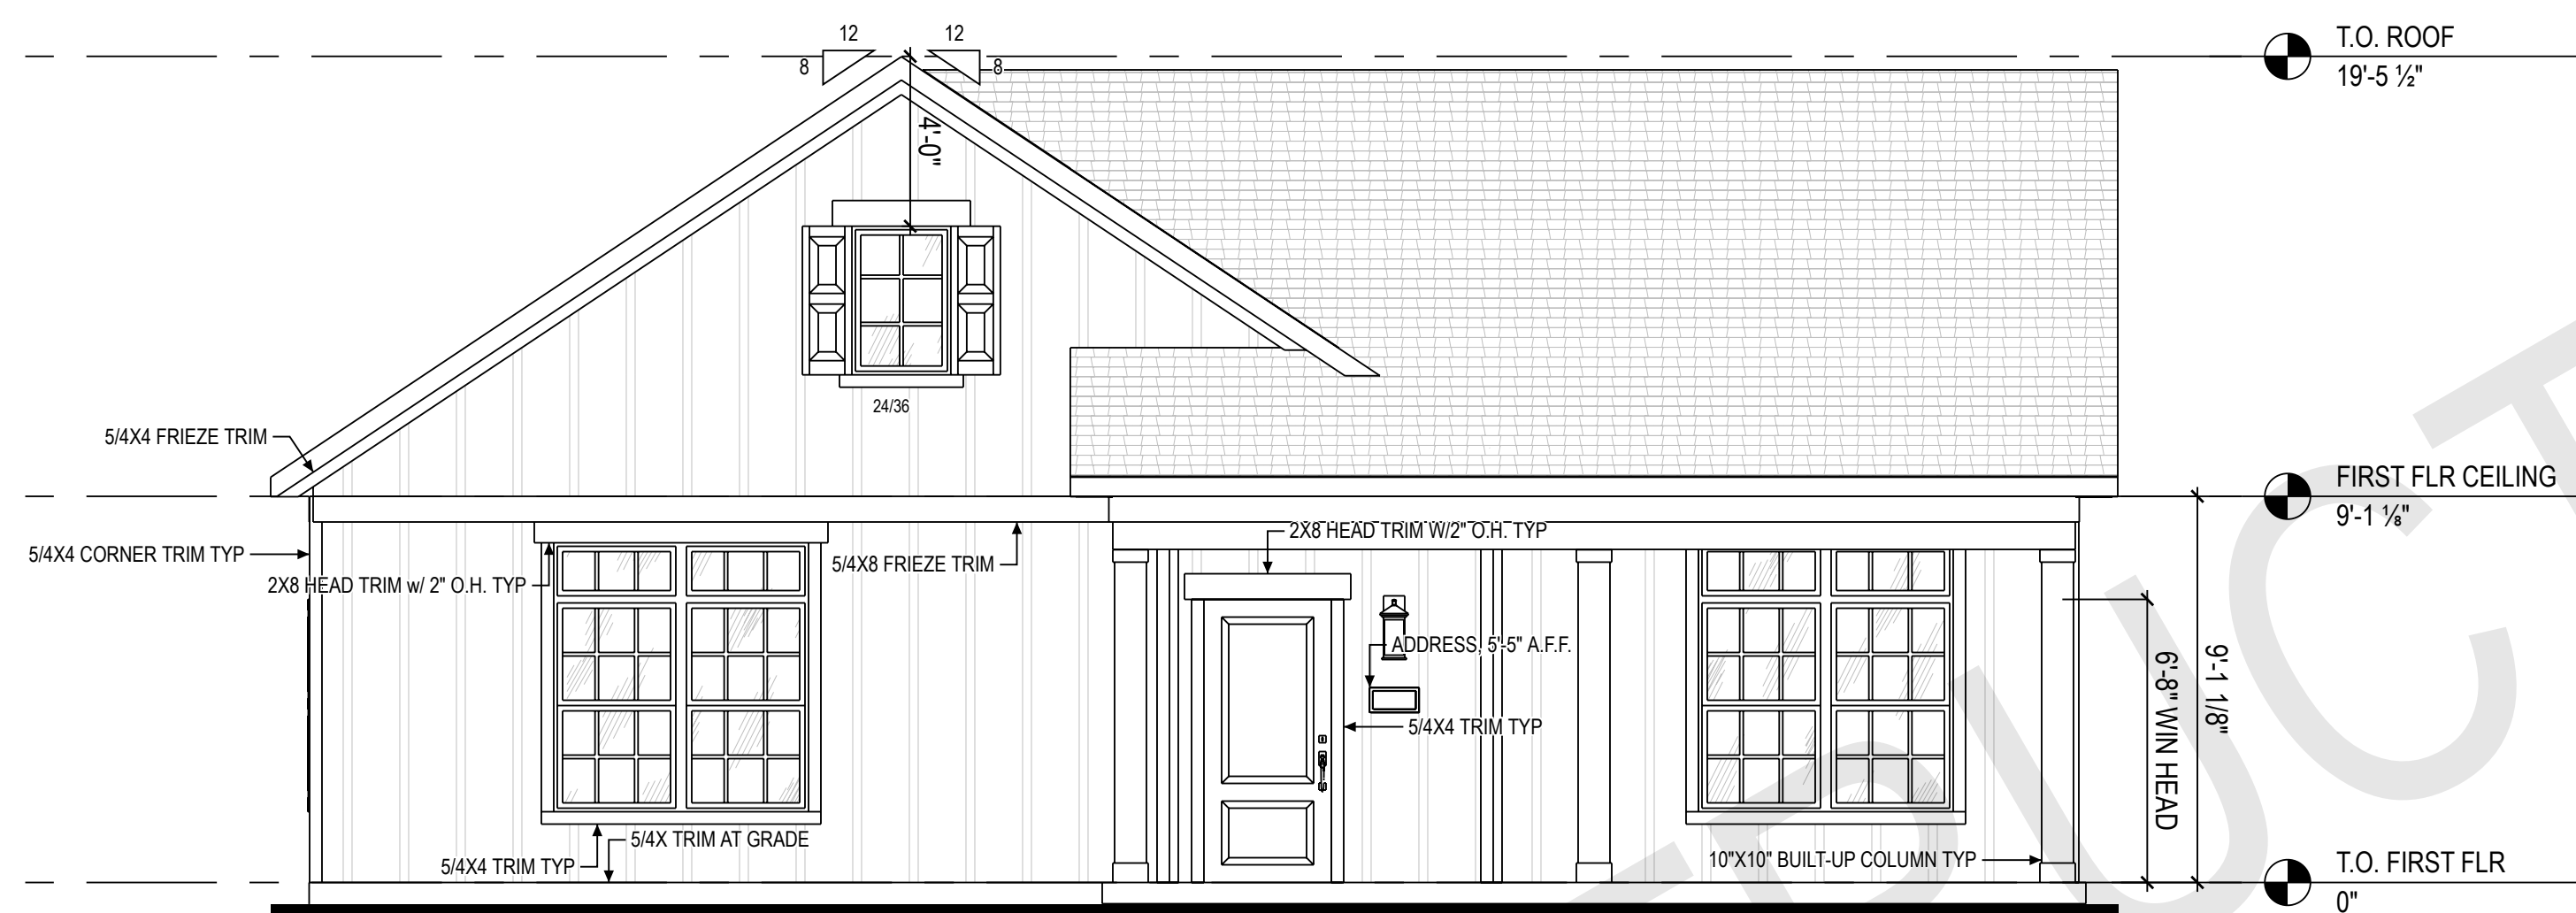 12
12
8
8
T.O. ROOF
19'-5 ½"
4'-0"
24/36
5/4X4 FRIEZE TRIM
FIRST FLR CEILING
9'-1 ⅛"
5/4X4 CORNER TRIM TYP
2X8 HEAD TRIM w/ 2" O.H. TYP
5/4X8 FRIEZE TRIM
2X8 HEAD TRIM W/2" O.H. TYP
ADDRESS, 5'-5" A.F.F.
5/4X4 TRIM TYP
6'-8" WIN HEAD
9'-1 1/8"
5/4X TRIM AT GRADE
5/4X4 TRIM TYP
10"X10" BUILT-UP COLUMN TYP
T.O. FIRST FLR
0"